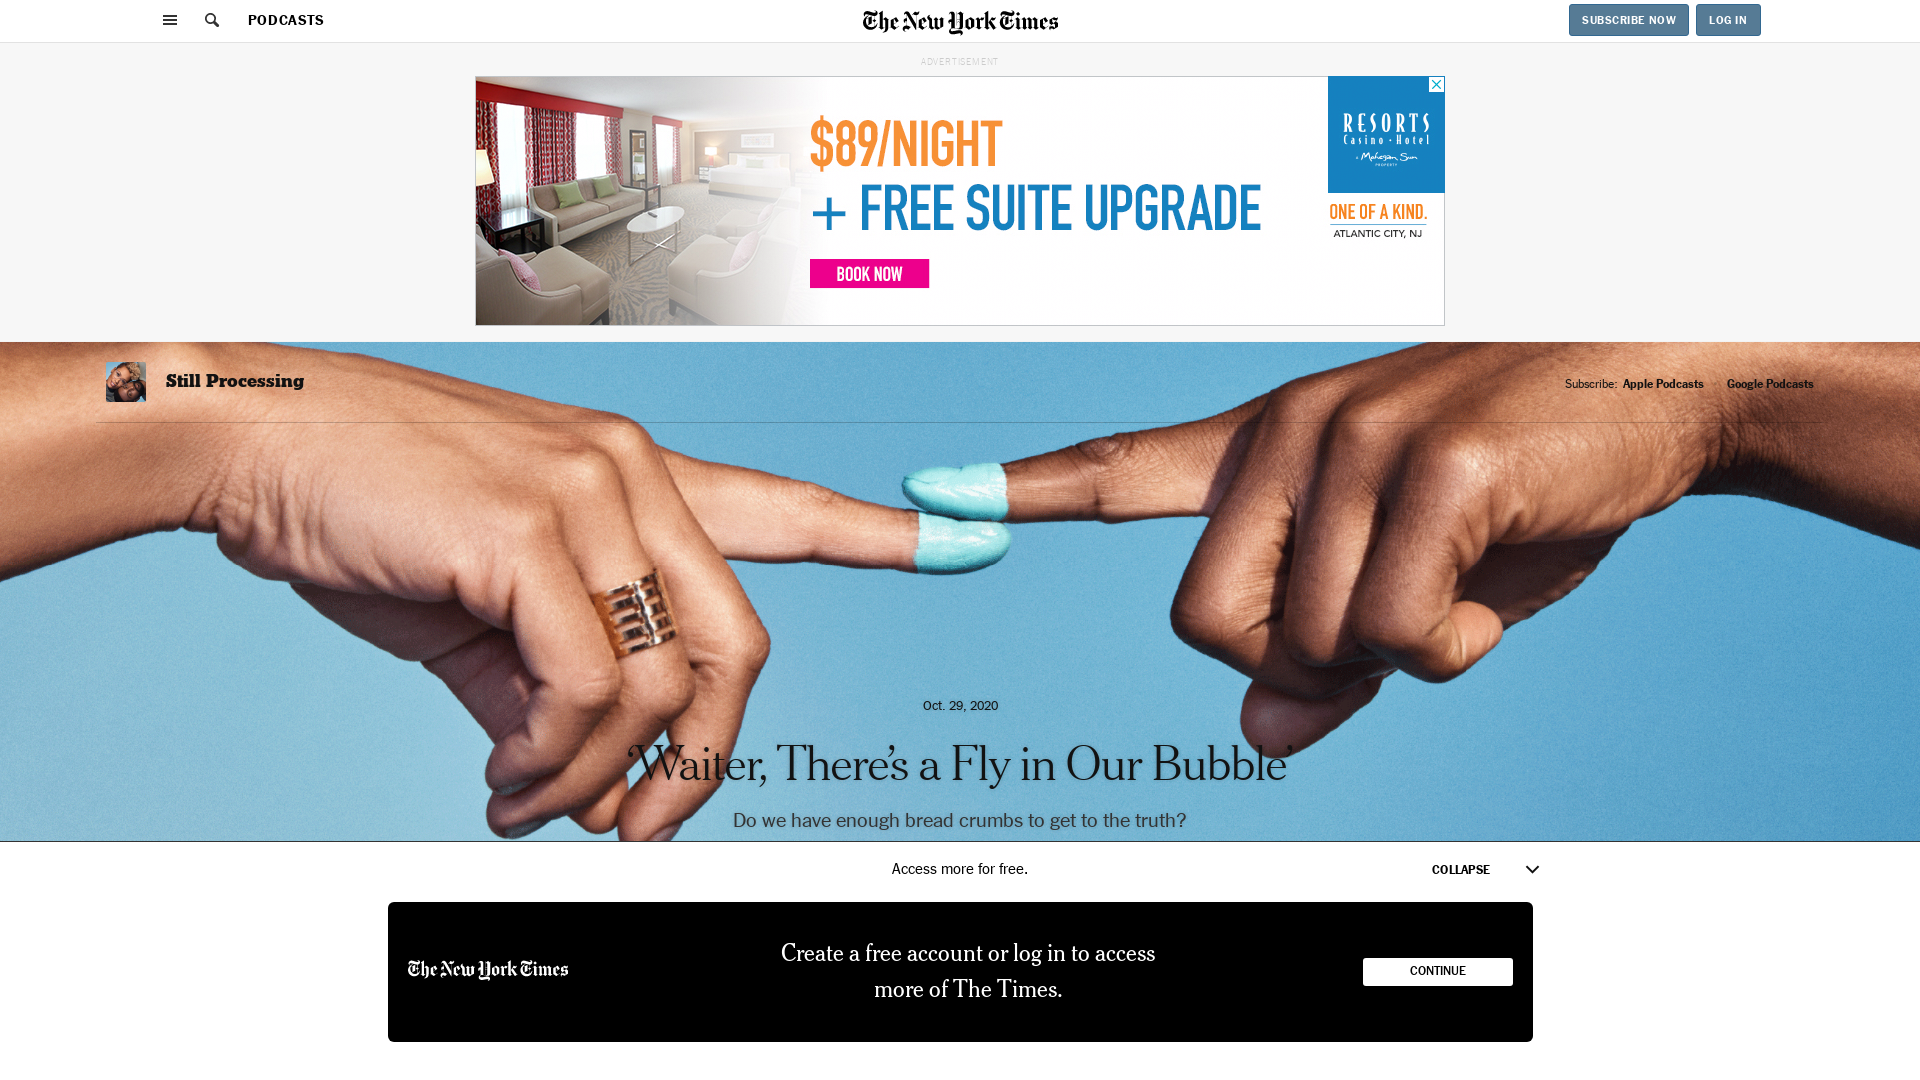 PODCASTS
The New York Times
SUBSCRIBE NOW
LOG IN
ADVERTISEMENT
$89/NIGHT
+ FREE SUITE UPGRADE
BOOK NOW
RESORTS
Casino • Hotel
a Mohegan Sun
PROPERTY
ONE OF A KIND.
ATLANTIC CITY, NJ
Still Processing
Subscribe: Apple Podcasts Google Podcasts
Oct. 29, 2020
‘Waiter, There’s a Fly in Our Bubble’
Do we have enough bread crumbs to get to the truth?
Access more for free.
COLLAPSE
The New York Times
Create a free account or log in to access
more of The Times.
CONTINUE